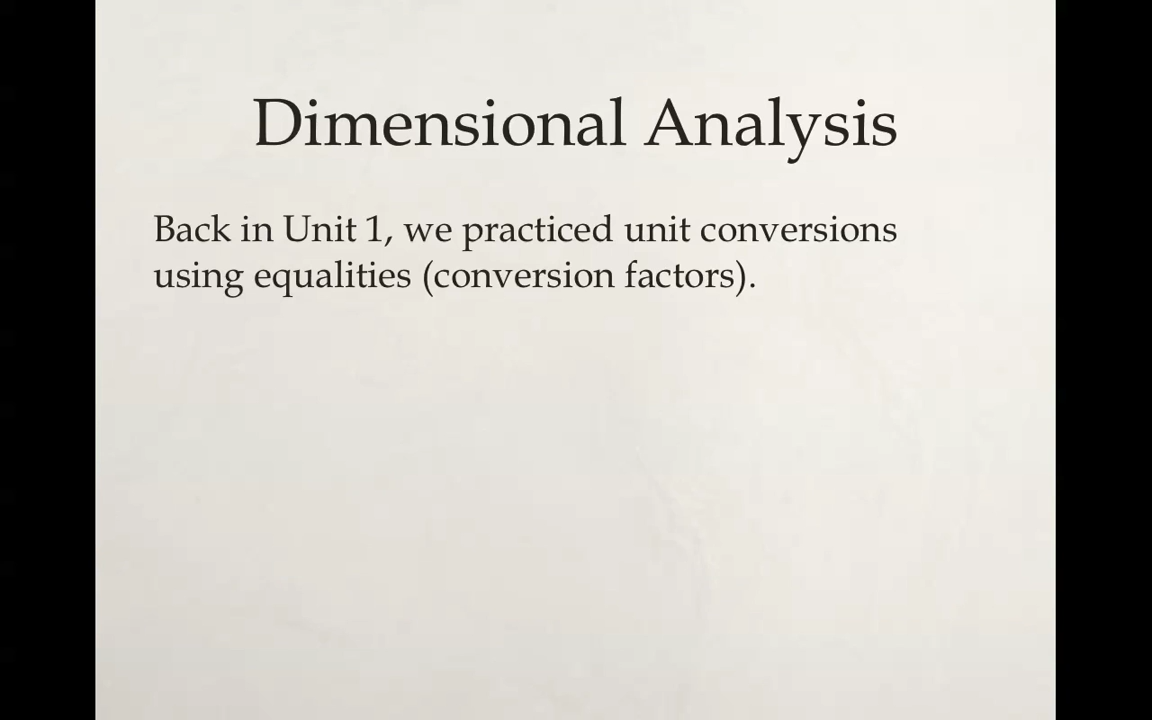 Dimensional Analysis
Back in Unit 1, we practiced unit conversions
using equalities (conversion factors).